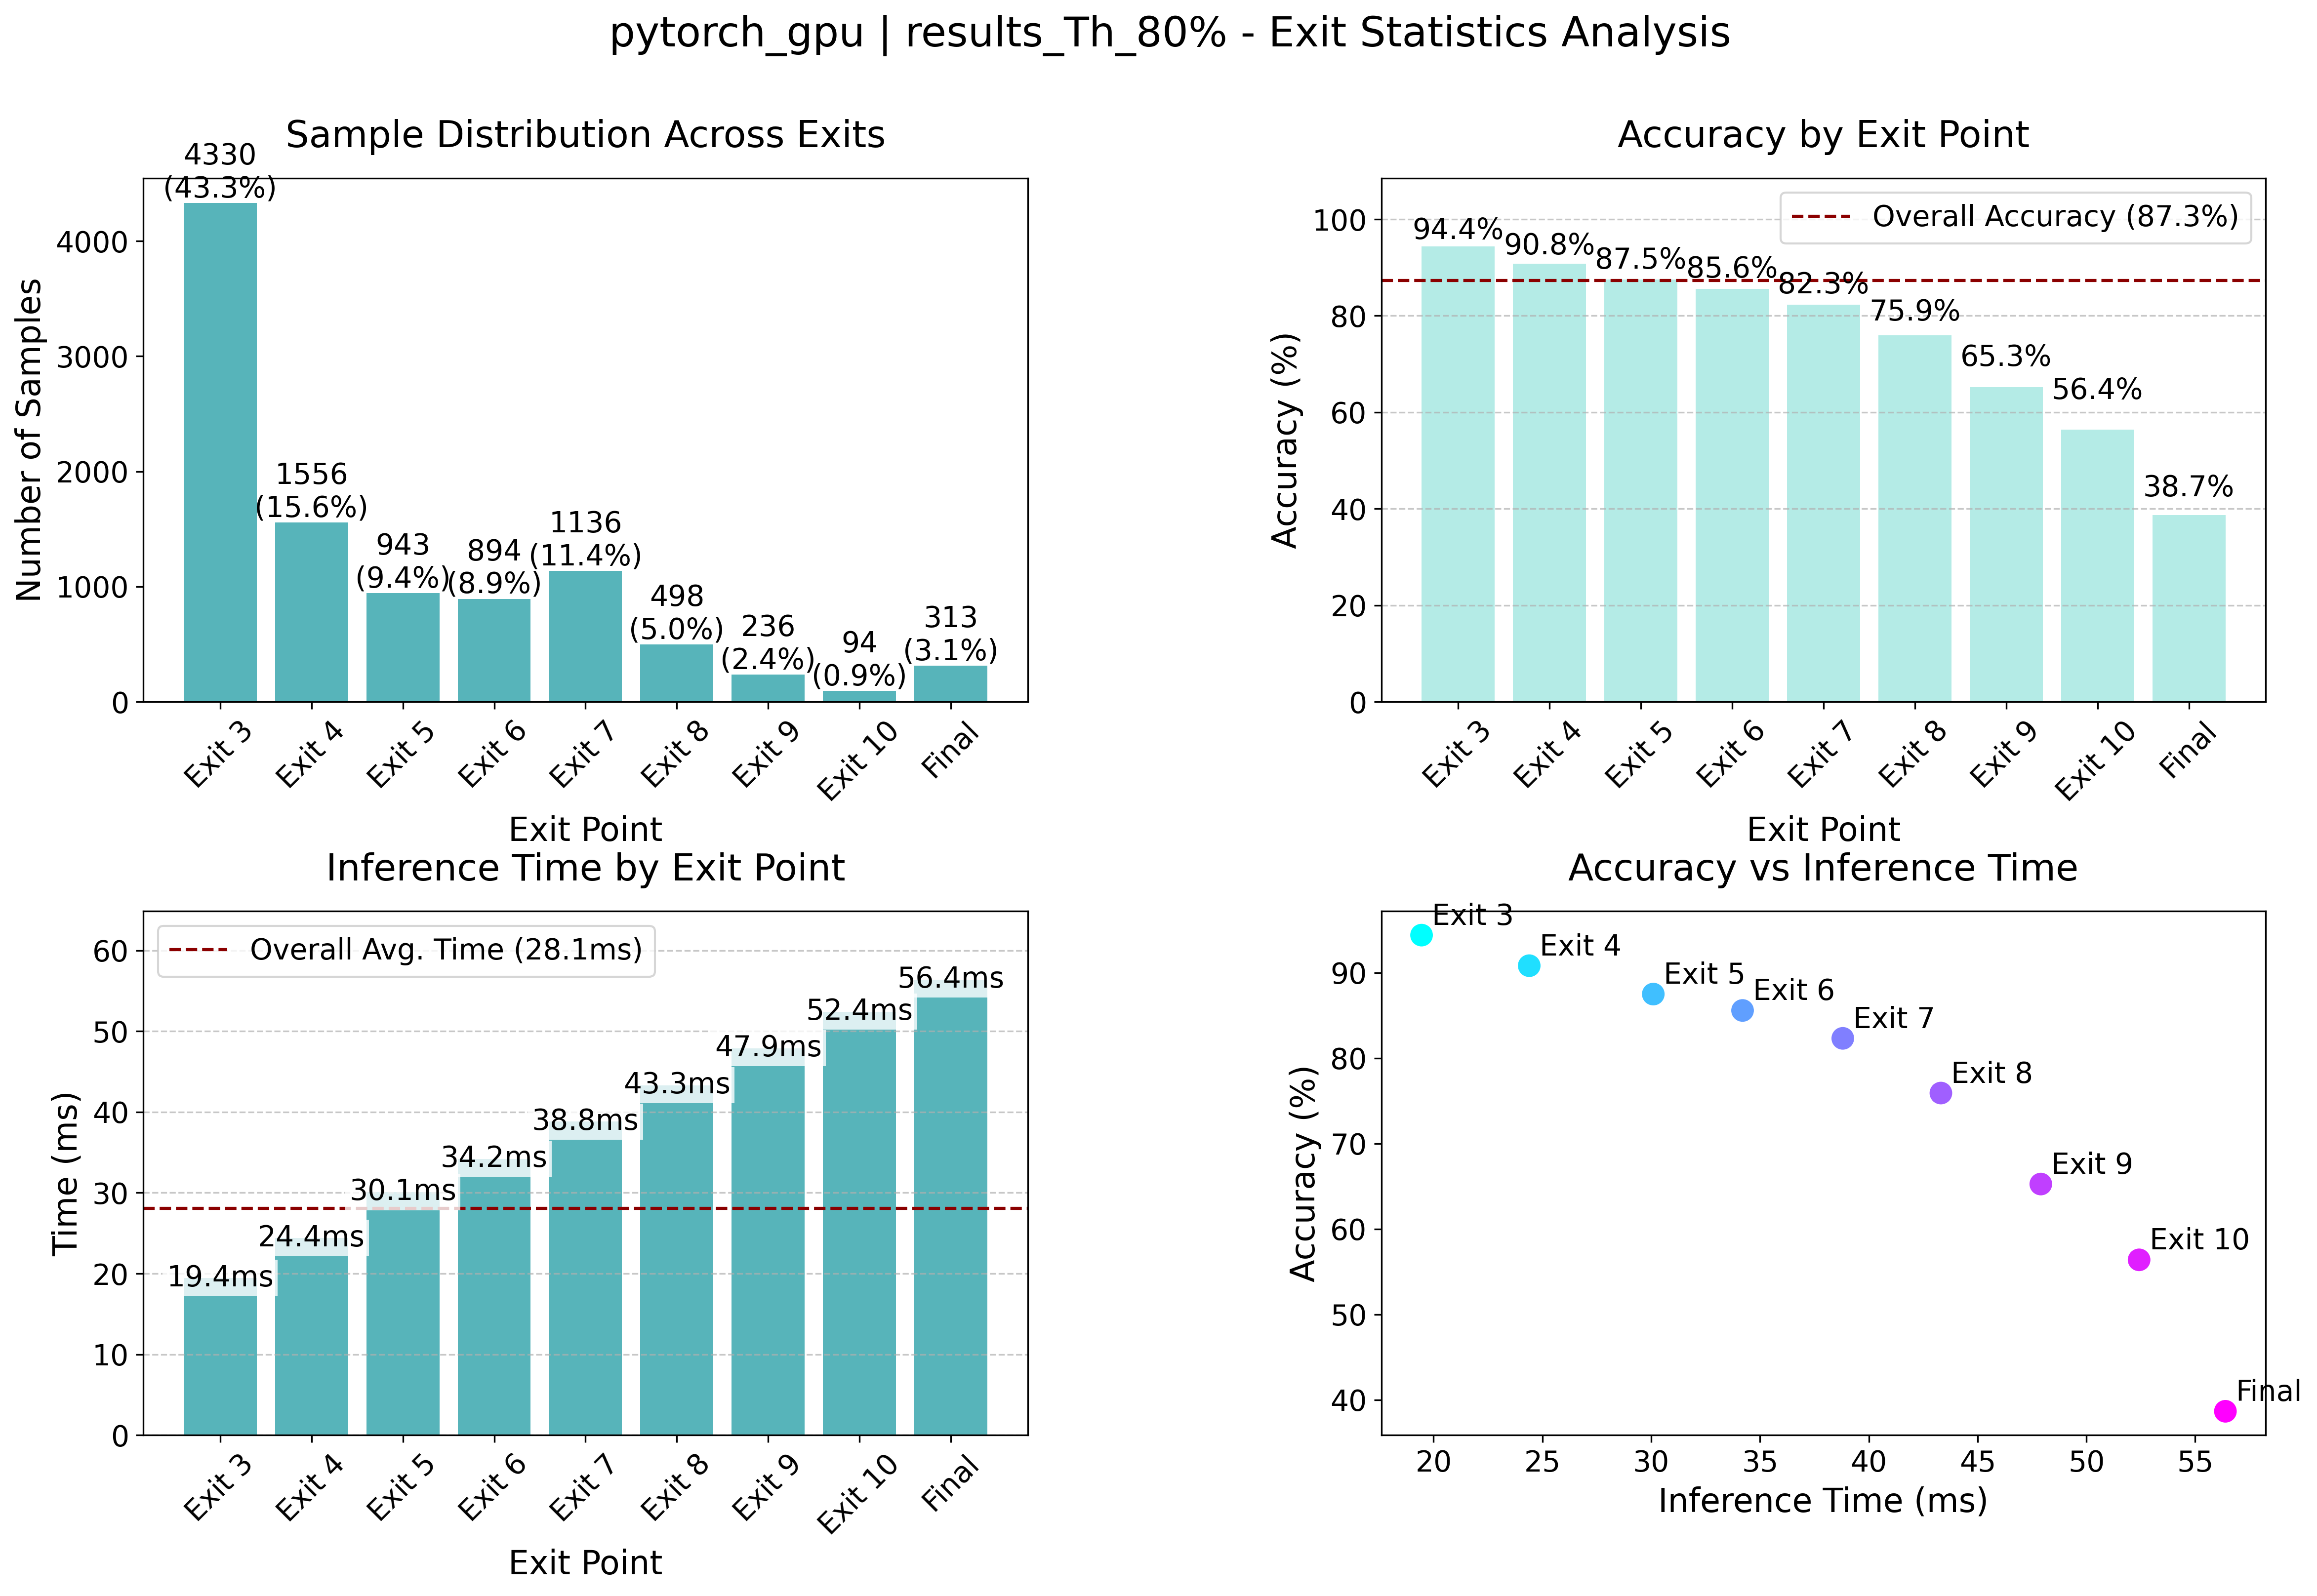 pytorch_gpu | results_Th_80% - Exit Statistics Analysis
Sample Distribution Across Exits
4330
(43.3%)
1556
(15.6%)
943
(9.4%)
894
(8.9%)
1136
(11.4%)
498
(5.0%)
236
(2.4%)
94
(0.9%)
313
(3.1%)
Number of Samples
4000
3000
2000
1000
0
Exit 3
Exit 4
Exit 5
Exit 6
Exit 7
Exit 8
Exit 9
Exit 10
Final
Exit Point
Accuracy by Exit Point
Overall Accuracy (87.3%)
94.4%
90.8%
87.5%
85.6%
82.3%
75.9%
65.3%
56.4%
38.7%
Accuracy (%)
100
80
60
40
20
0
Exit 3
Exit 4
Exit 5
Exit 6
Exit 7
Exit 8
Exit 9
Exit 10
Final
Exit Point
Inference Time by Exit Point
Overall Avg. Time (28.1ms)
19.4ms
24.4ms
30.1ms
34.2ms
38.8ms
43.3ms
47.9ms
52.4ms
56.4ms
Time (ms)
60
50
40
30
20
10
0
Exit 3
Exit 4
Exit 5
Exit 6
Exit 7
Exit 8
Exit 9
Exit 10
Final
Exit Point
Accuracy vs Inference Time
Exit 3
Exit 4
Exit 5
Exit 6
Exit 7
Exit 8
Exit 9
Exit 10
Final
Accuracy (%)
90
80
70
60
50
40
20
25
30
35
40
45
50
55
Inference Time (ms)